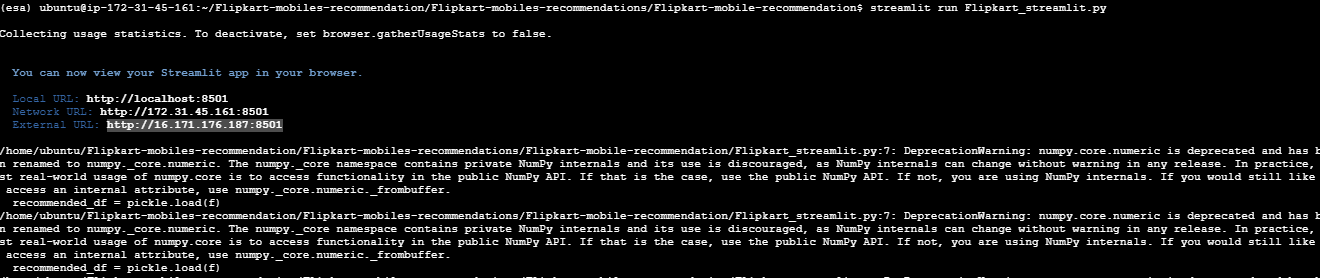 (esa) ubuntu@ip-172-31-45-161:~/Flipkart-mobiles-recommendation/Flipkart-mobiles-recommendations/Flipkart-mobile-recommendation$ streamlit run Flipkart_streamlit.py
Collecting usage statistics. To deactivate, set browser.gatherUsageStats to false.
You can now view your Streamlit app in your browser.
Local URL: http://localhost:8501
Network URL: http://172.31.45.161:8501
External URL: http://16.171.176.187:8501
/home/ubuntu/Flipkart-mobiles-recommendation/Flipkart-mobiles-recommendations/Flipkart-mobile-recommendation/Flipkart_streamlit.py:7: DeprecationWarning: numpy.core.numeric is deprecated and has b
n renamed to numpy._core.numeric. The numpy._core namespace contains private NumPy internals and its use is discouraged, as NumPy internals can change without warning in any release. In practice,
st real-world usage of numpy.core is to access functionality in the public NumPy API. If that is the case, use the public NumPy API. If not, you are using NumPy internals. If you would still like
access an internal attribute, use numpy._core.numeric._frombuffer.
recommended_df = pickle.load(f)
/home/ubuntu/Flipkart-mobiles-recommendation/Flipkart-mobiles-recommendations/Flipkart-mobile-recommendation/Flipkart_streamlit.py:7: DeprecationWarning: numpy.core.numeric is deprecated and has b
n renamed to numpy._core.numeric. The numpy._core namespace contains private NumPy internals and its use is discouraged, as NumPy internals can change without warning in any release. In practice,
st real-world usage of numpy.core is to access functionality in the public NumPy API. If that is the case, use the public NumPy API. If not, you are using NumPy internals. If you would still like
access an internal attribute, use numpy._core.numeric._frombuffer.
recommended_df = pickle.load(f)